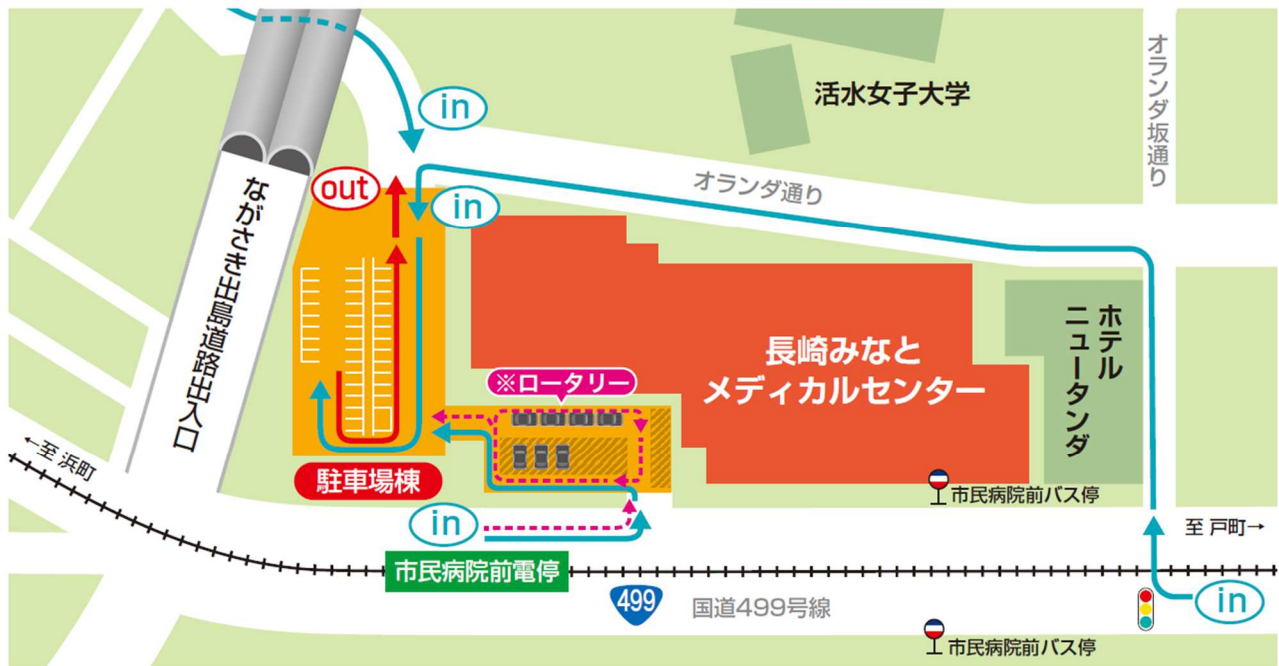 in
活水女子大学
オランダ坂通り
out
in
オランダ通り
ながさき出島道路出入口
長崎みなと
メディカルセンター
ホテル
ニュータンダ
※ロータリー
←至 浜町
駐車場棟
市民病院前バス停
in
至 戸町→
市民病院前電停
499
国道499号線
in
市民病院前バス停